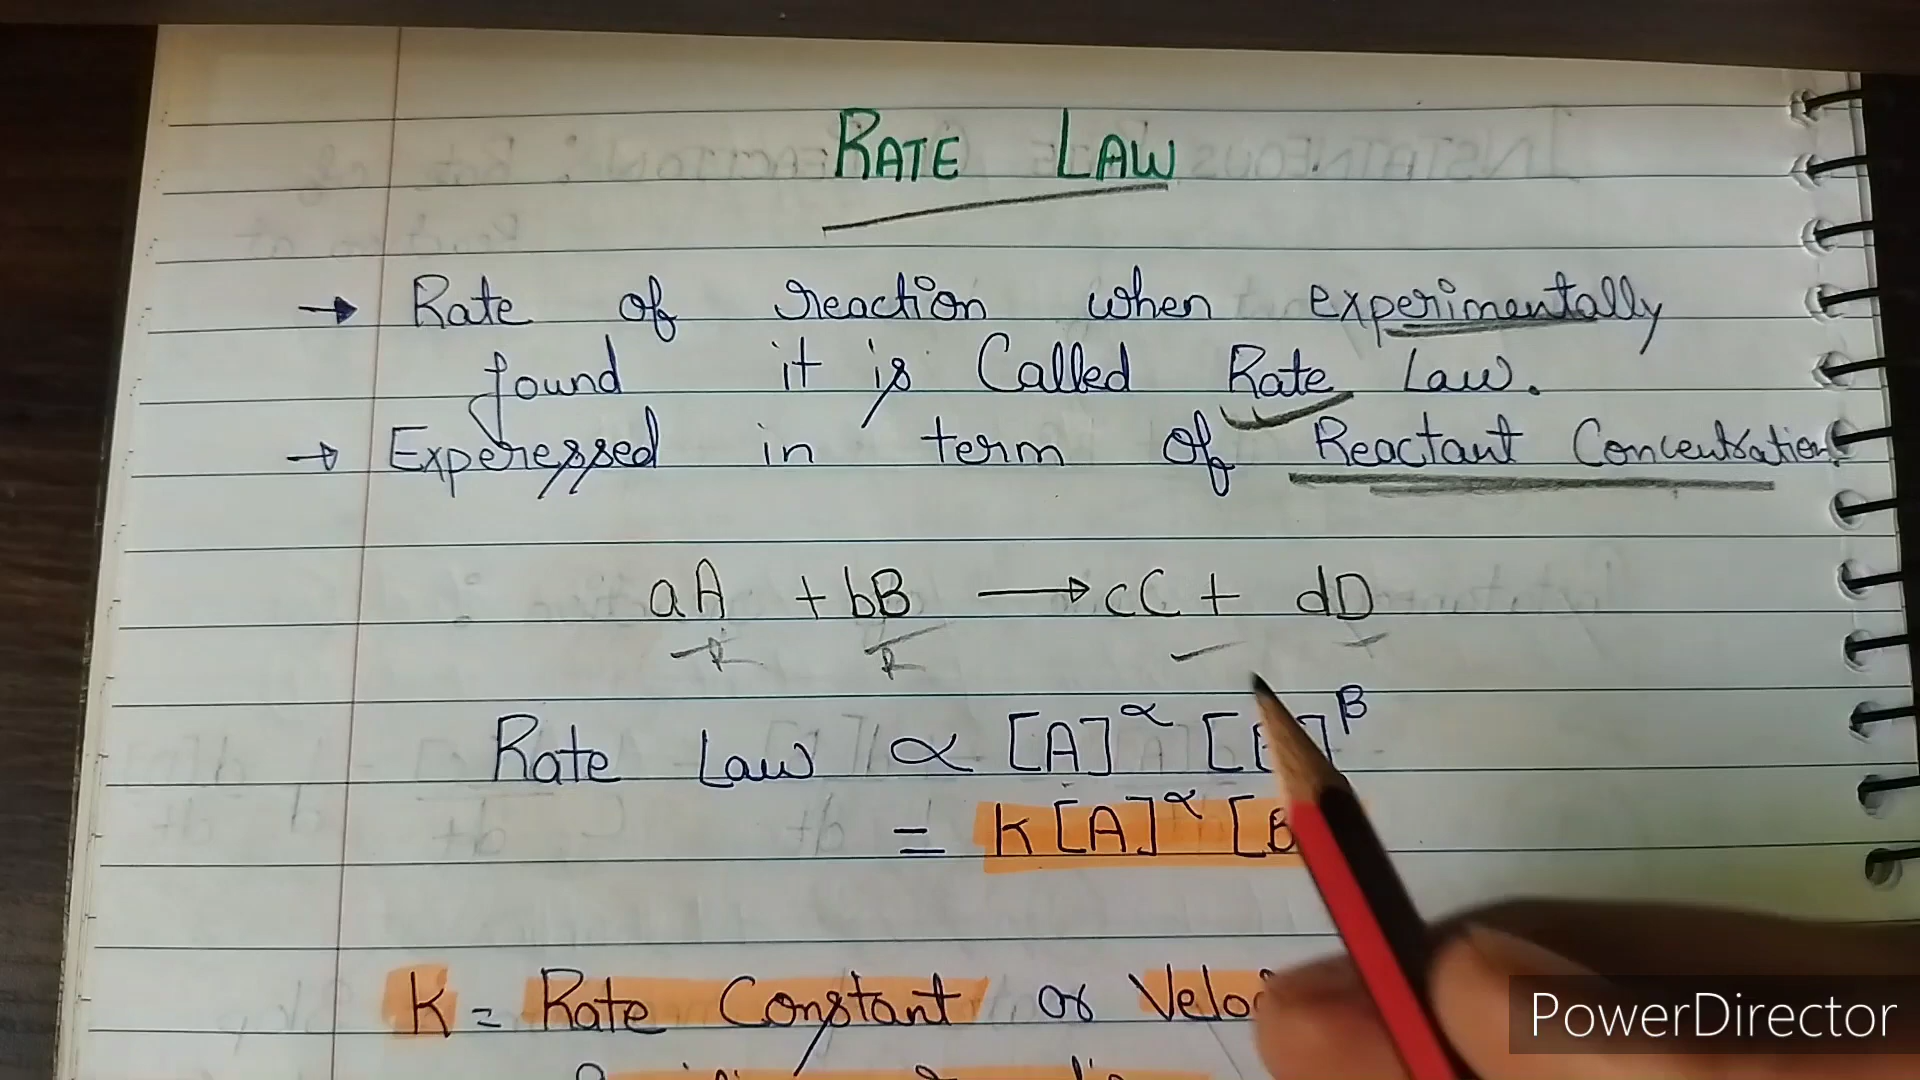 RATE LAW
→ Rate of reaction when experimentally
found it is Called Rate Law.
→ Experessed in term of Reactant Concentration.
aA + bB → cC + dD
R R
Rate Law ∝ [A]^α [B]^β
= K[A]^α [B
K = Rate Constant or Velo
PowerDirector